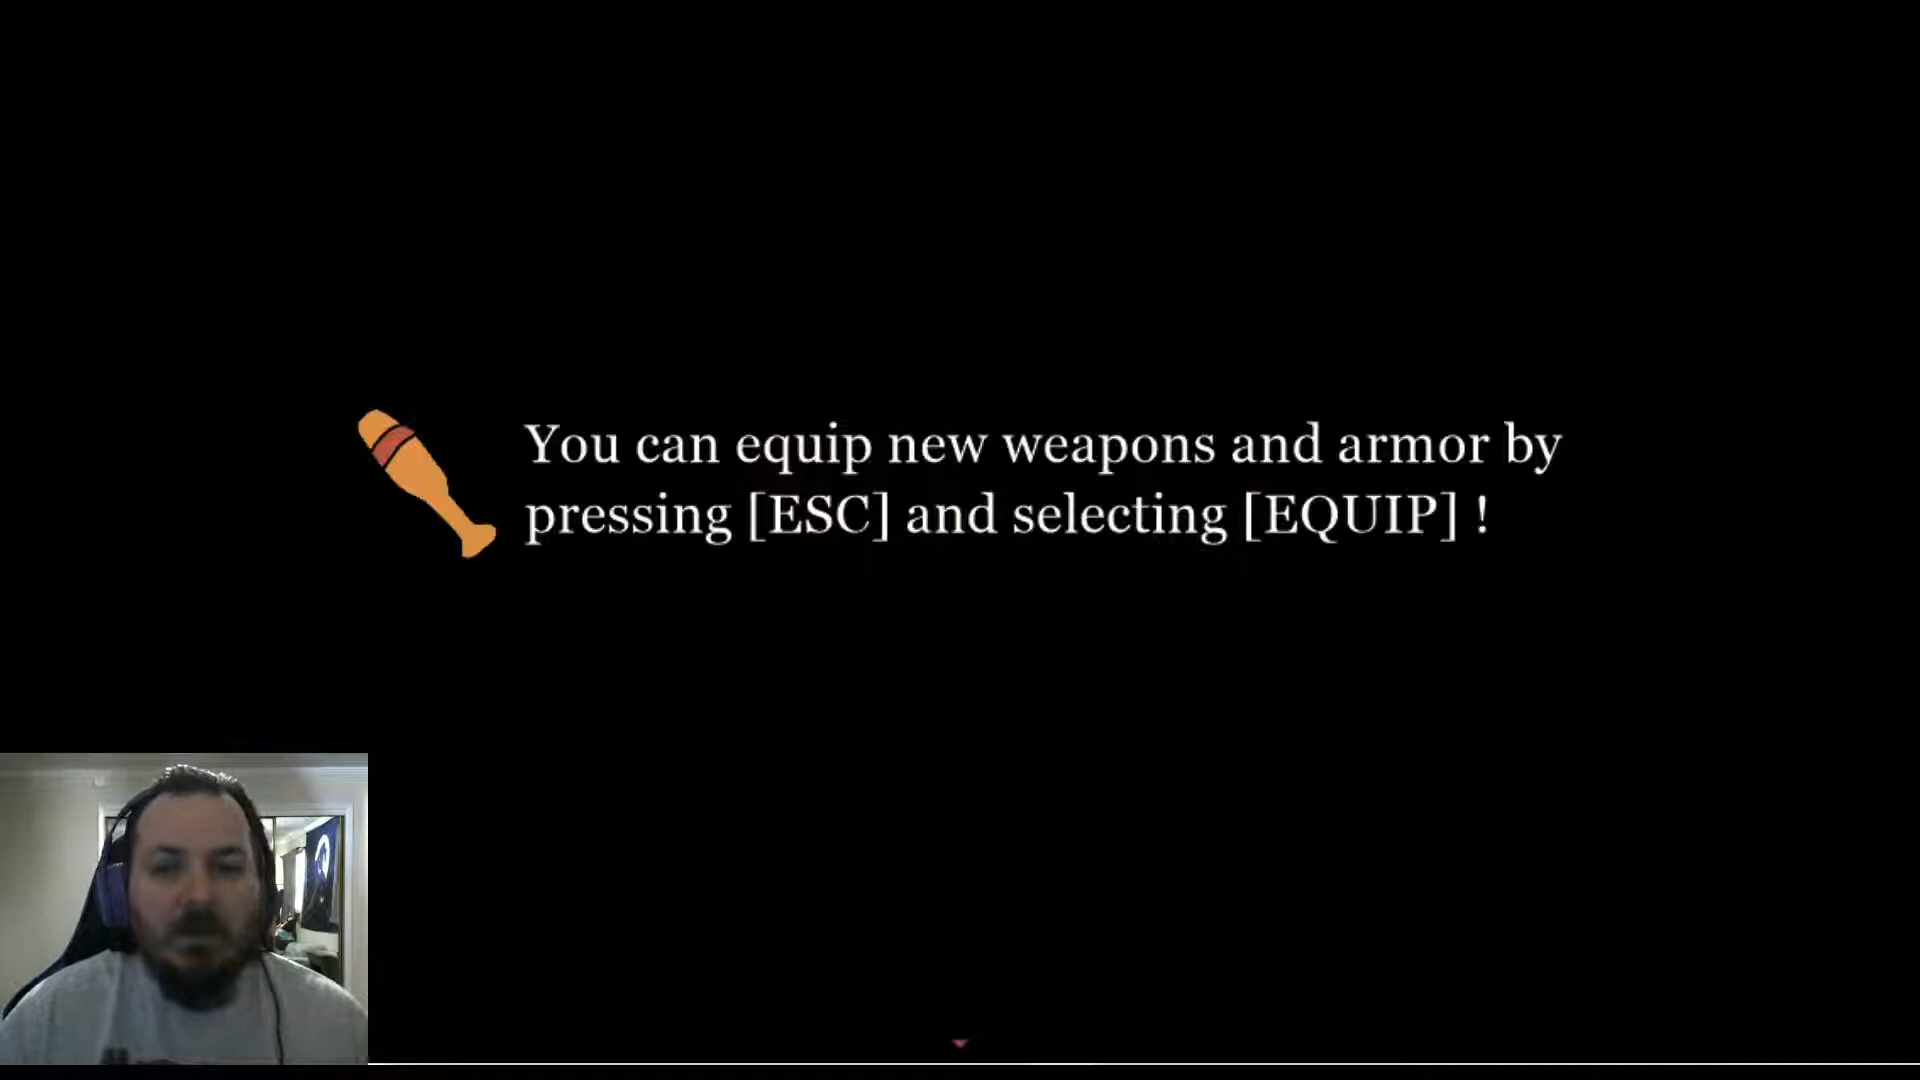 You can equip new weapons and armor by
pressing [ESC] and selecting [EQUIP] !